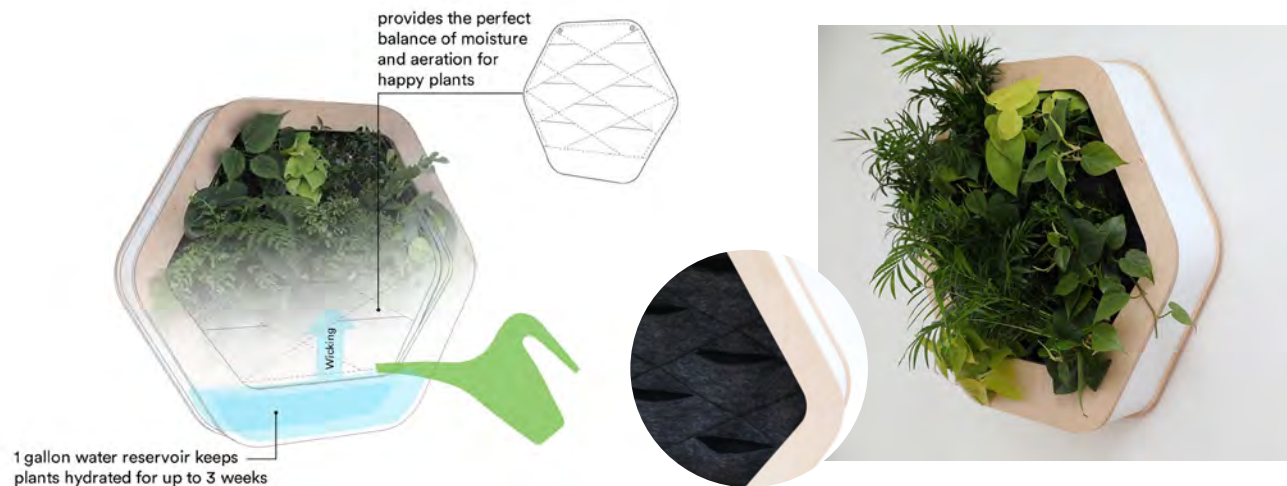 provides the perfect
balance of moisture
and aeration for
happy plants
Wicking
1 gallon water reservoir keeps
plants hydrated for up to 3 weeks